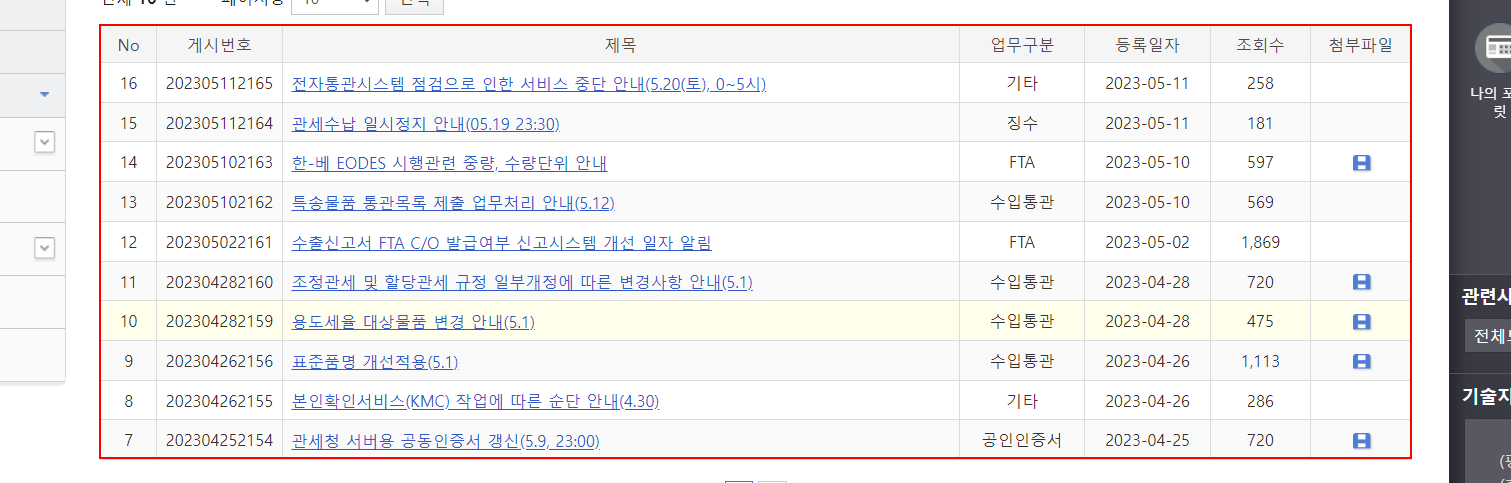 10
No 게시번호 제목 업무구분 등록일자 조회수 첨부파일
16 202305112165 전자통관시스템 점검으로 인한 서비스 중단 안내(5.20(토), 0~5시) 기타 2023-05-11 258
15 202305112164 관세수납 일시정지 안내(05.19 23:30) 징수 2023-05-11 181
14 202305102163 한-베 EODES 시행관련 중량, 수량단위 안내 FTA 2023-05-10 597
13 202305102162 특송물품 통관목록 제출 업무처리 안내(5.12) 수입통관 2023-05-10 569
12 202305022161 수출신고서 FTA C/O 발급여부 신고시스템 개선 일자 알림 FTA 2023-05-02 1,869
11 202304282160 조정관세 및 할당관세 규정 일부개정에 따른 변경사항 안내(5.1) 수입통관 2023-04-28 720
10 202304282159 용도세율 대상물품 변경 안내(5.1) 수입통관 2023-04-28 475
9 202304262156 표준품명 개선적용(5.1) 수입통관 2023-04-26 1,113
8 202304262155 본인확인서비스(KMC) 작업에 따른 순단 안내(4.30) 기타 2023-04-26 286
7 202304252154 관세청 서버용 공동인증서 갱신(5.9, 23:00) 공인인증서 2023-04-25 720
나의 포
릿
관련사
전체
기술지